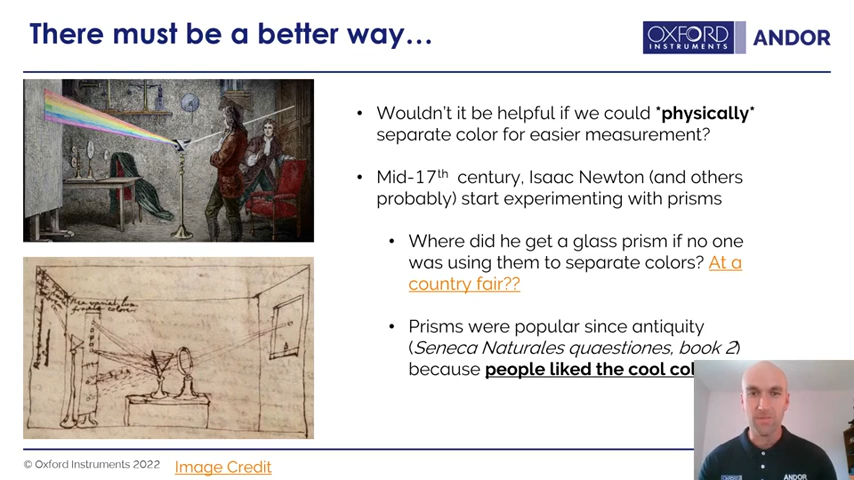 There must be a better way...
OXFORD
INSTRUMENTS
ANDOR
• Wouldn't it be helpful if we could *physically*
separate color for easier measurement?
• Mid-17th century, Isaac Newton (and others
probably) start experimenting with prisms
• Where did he get a glass prism if no one
was using them to separate colors? At a
country fair??
• Prisms were popular since antiquity
(Seneca Naturales quaestiones, book 2)
because people liked the cool col
© Oxford Instruments 2022
Image Credit
ANDOR